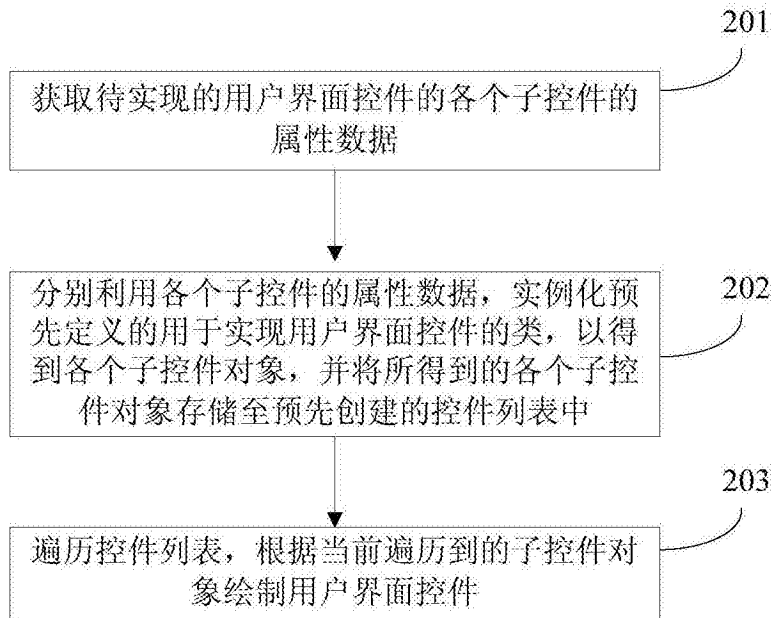 201
获取待实现的用户界面控件的各个子控件的
属性数据
202
分别利用各个子控件的属性数据，实例化预
先定义的用于实现用户界面控件的类，以得
到各个子控件对象，并将所得到的各个子控
件对象存储至预先创建的控件列表中
203
遍历控件列表，根据当前遍历到的子控件对
象绘制用户界面控件